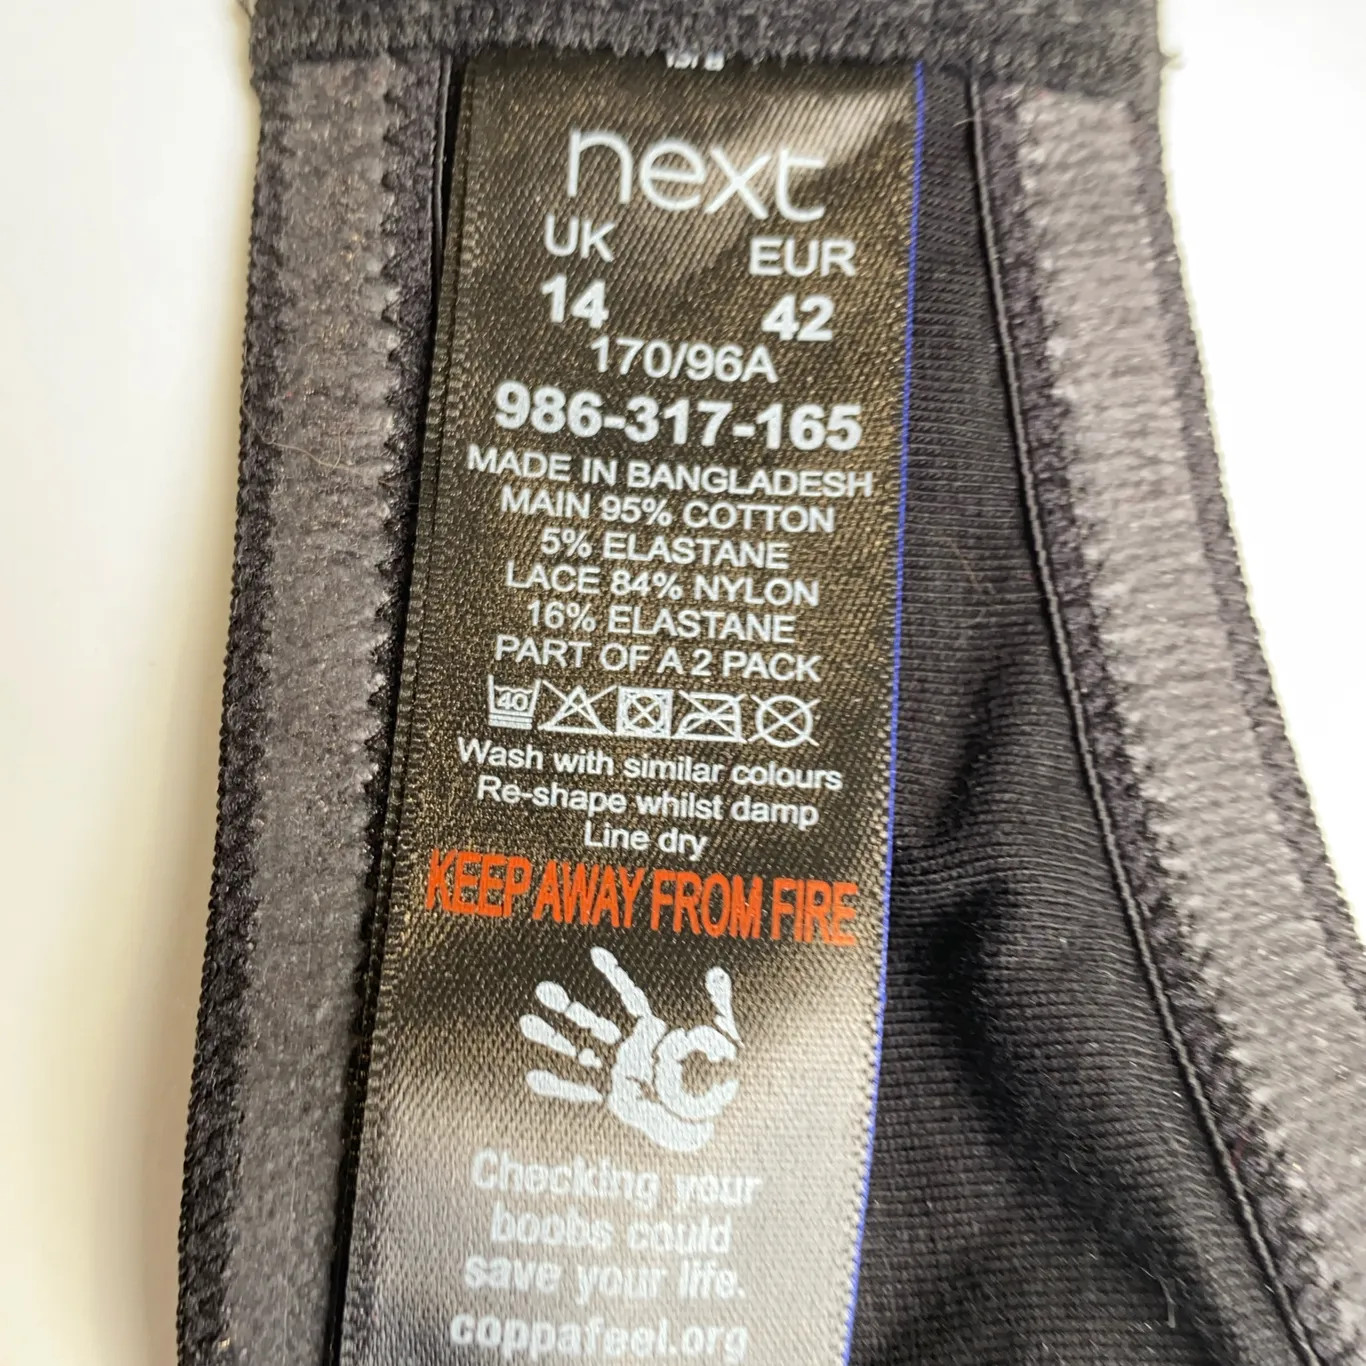 next
UK EUR
14 42
170/96A
986-317-165
MADE IN BANGLADESH
MAIN 95% COTTON
5% ELASTANE
LACE 84% NYLON
16% ELASTANE
PART OF A 2 PACK
40
Wash with similar colours
Re-shape whilst damp
Line dry
KEEP AWAY FROM FIRE
Checking your
boobs could
save your life.
coppafeel.org